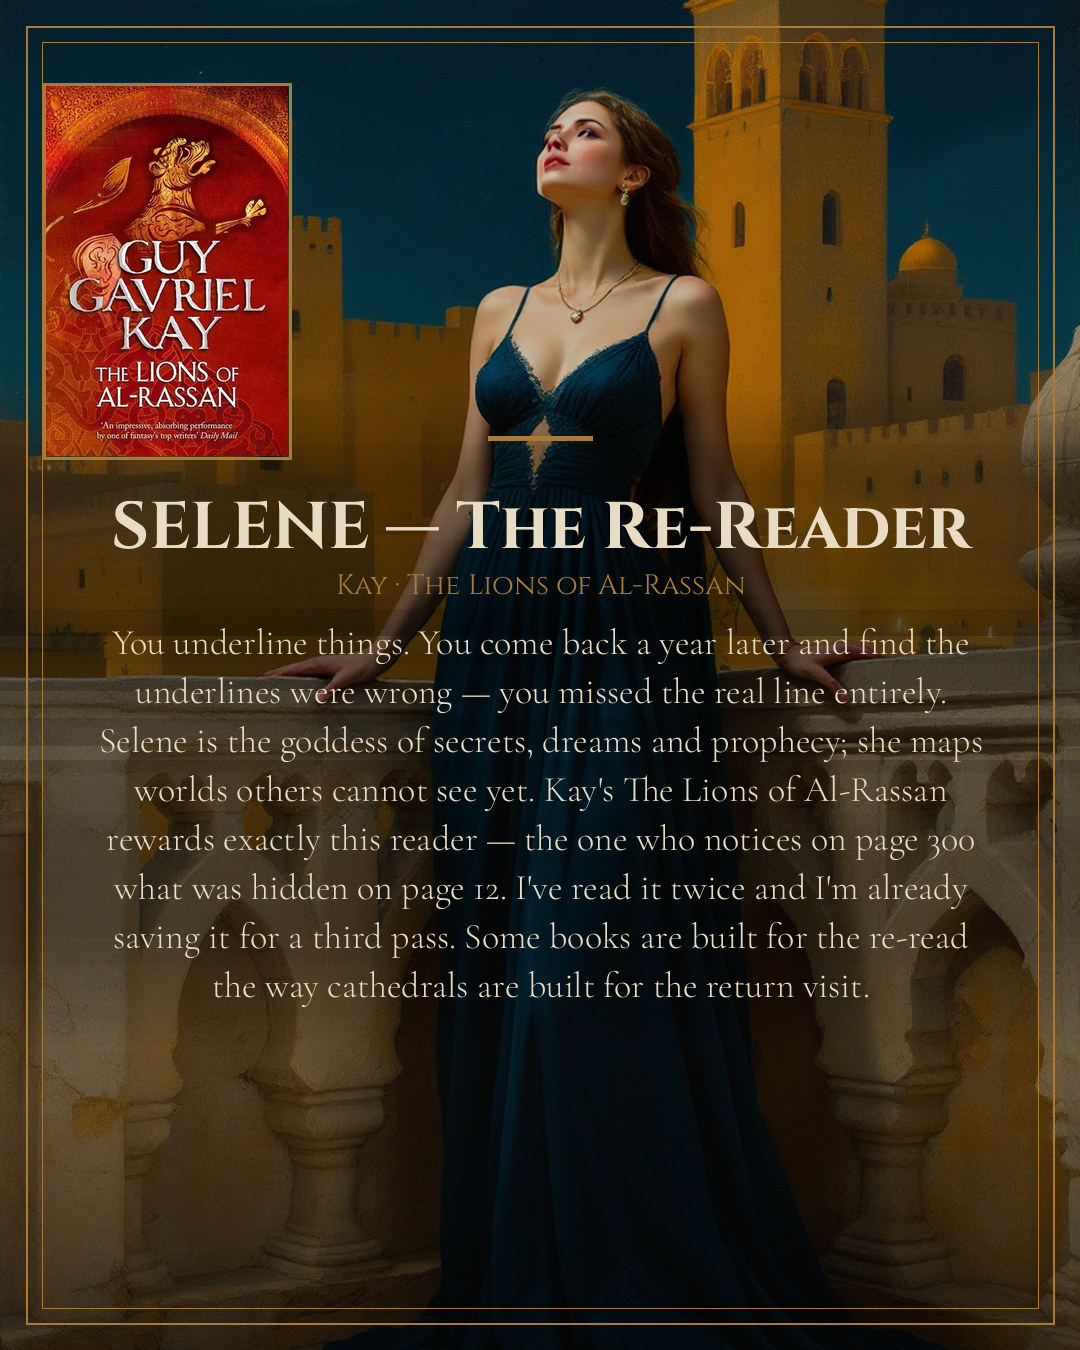 GUY
GAVRIEL
KAY
THE LIONS OF
AL-RASSAN
'An impressive, absorbing performance
by one of fantasy's top writers' Daily Mail
SELENE — The Re-Reader
Kay · The Lions of Al-Rassan
You underline things. You come back a year later and find the
underlines were wrong — you missed the real line entirely.
Selene is the goddess of secrets, dreams and prophecy; she maps
worlds others cannot see yet. Kay's The Lions of Al-Rassan
rewards exactly this reader — the one who notices on page 300
what was hidden on page 12. I've read it twice and I'm already
saving it for a third pass. Some books are built for the re-read
the way cathedrals are built for the return visit.